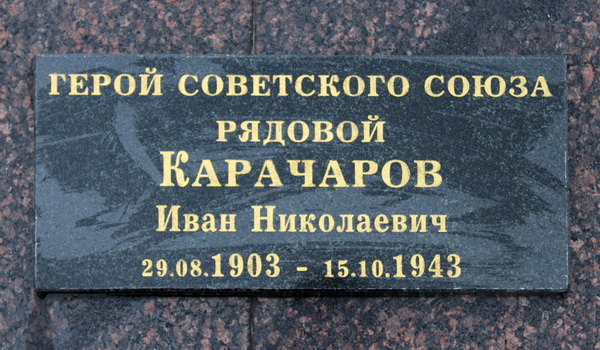 ГЕРОЙ СОВЕТСКОГО СОЮЗА
РЯДОВОЙ
КАРАЧАРОВ
Иван Николаевич
29.08.1903 - 15.10.1943